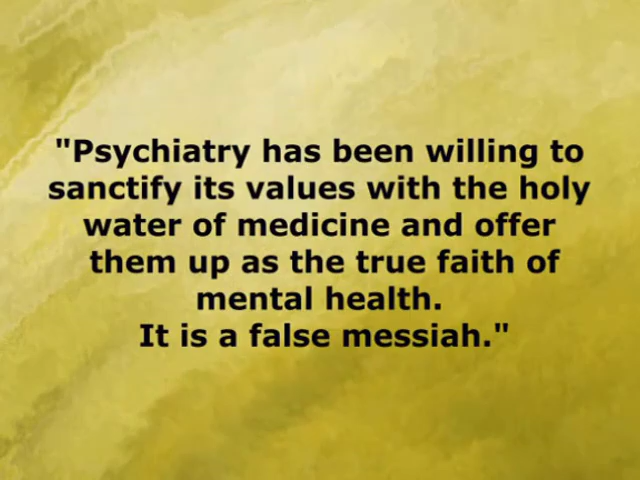 "Psychiatry has been willing to
sanctify its values with the holy
water of medicine and offer
them up as the true faith of
mental health.
It is a false messiah."